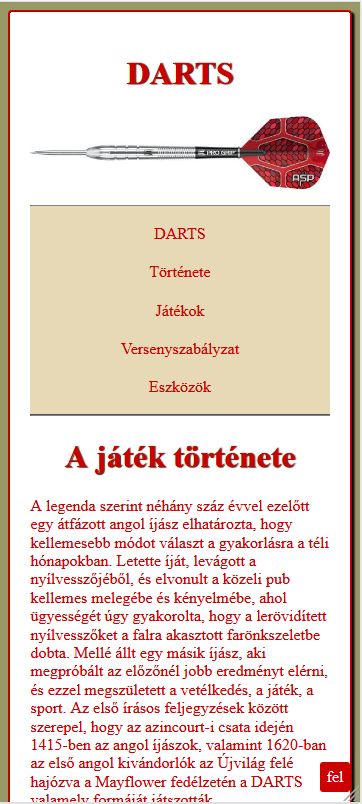 DARTS
PRO GRIP
ASP
DARTS
Története
Játékok
Versenyszabályzat
Eszközök
A játék története
A legenda szerint néhány száz évvel ezelőtt
egy átfázott angol íjász elhatározta, hogy
kellemesebb módot választ a gyakorlásra a téli
hónapokban. Letette íját, levágott a
nyílvesszőjéből, és elvonult a közeli pub
kellemes melegébe és kényelmébe, ahol
ügyességét úgy gyakorolta, hogy a lerövidített
nyílvesszőket a falra akasztott farönkszeletbe
dobta. Mellé állt egy másik íjász, aki
megpróbált az előzőnél jobb eredményt elérni,
és ezzel megszületett a vetélkedés, a játék, a
sport. Az első írásos feljegyzések között
szerepel, hogy az azincourt-i csata idején
1415-ben az angol íjászok, valamint 1620-ban
az első angol kivándorlók az Újvilág felé
hajózva a Mayflower fedélzetén a DARTS
valamely formáját játszották
fel